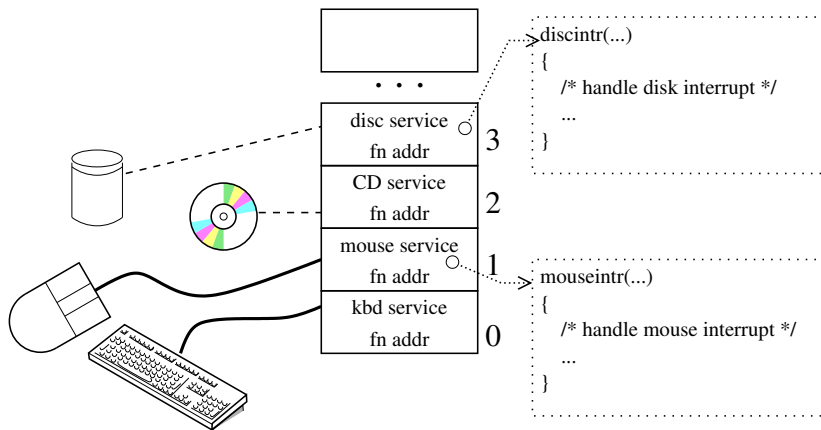 . . .
disc service
fn addr
3
CD service
fn addr
2
mouse service
fn addr
1
kbd service
fn addr
0
discintr(...)
{
/* handle disk interrupt */
...
}
mouseintr(...)
{
/* handle mouse interrupt */
...
}